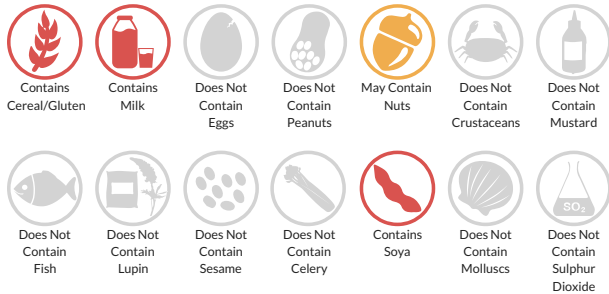 Contains
Cereal/Gluten
Contains
Milk
Does Not
Contain
Eggs
Does Not
Contain
Peanuts
May Contain
Nuts
Does Not
Contain
Crustaceans
Does Not
Contain
Mustard
Does Not
Contain
Fish
Does Not
Contain
Lupin
Does Not
Contain
Sesame
Does Not
Contain
Celery
Contains
Soya
Does Not
Contain
Molluscs
SO₂
Does Not
Contain
Sulphur
Dioxide